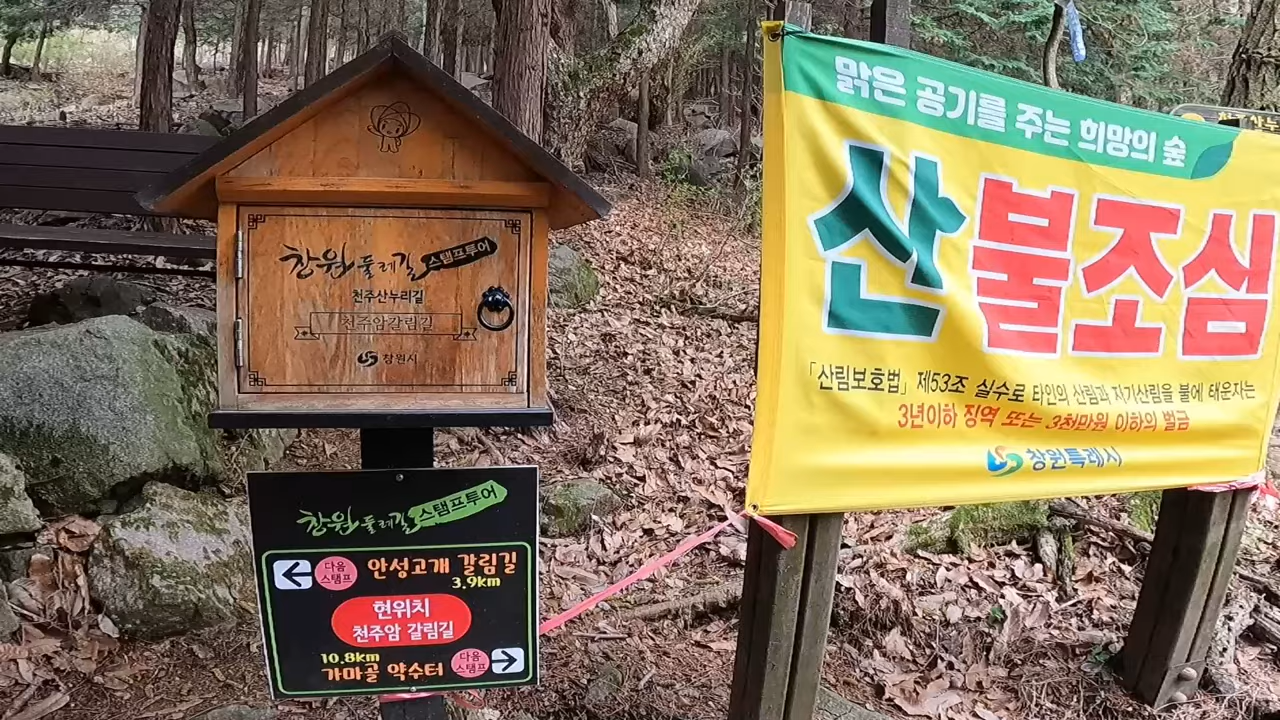 창원 둘레길 스탬프투어
천주산누리길
천주암갈림길
창원시
창원 둘레길 스탬프투어
다음 스탬프 안성고개 갈림길
3.9km
현위치
천주암 갈림길
10.8km
가마골 약수터 다음 스탬프
맑은 공기를 주는 희망의 숲
산불조심
「산림보호법」 제53조 실수로 타인의 산림과 자기산림을 불에 태운자는
3년이하 징역 또는 3천만원 이하의 벌금
창원특례시